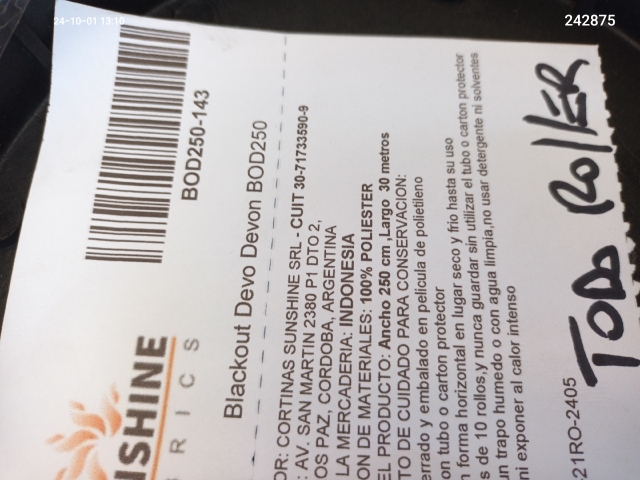 24-10-01 13:10
242875
BOD250-143
SHINE
RICS
Blackout Devo Devon BOD250
OR: CORTINAS SUNSHINE SRL - CUIT 30-71733590-9
: AV. SAN MARTIN 2380 P1 DTO 2,
OS PAZ, CORDOBA, ARGENTINA
LA MERCADERIA: INDONESIA
ON DE MATERIALES: 100% POLIESTER
EL PRODUCTO: Ancho 250 cm ,Largo 30 metros
TO DE CUIDADO PARA CONSERVACION:
errado y embalado en pelicula de polietileno
on tubo o carton protector
n forma horizontal en lugar seco y frio hasta su uso
s de 10 rollos,y nunca guardar sin utilizar el tubo o carton protector
un trapo humedo o con agua limpia,no usar detergente ni solventes
ni exponer al calor intenso
21RO-2405
TODO ROllER